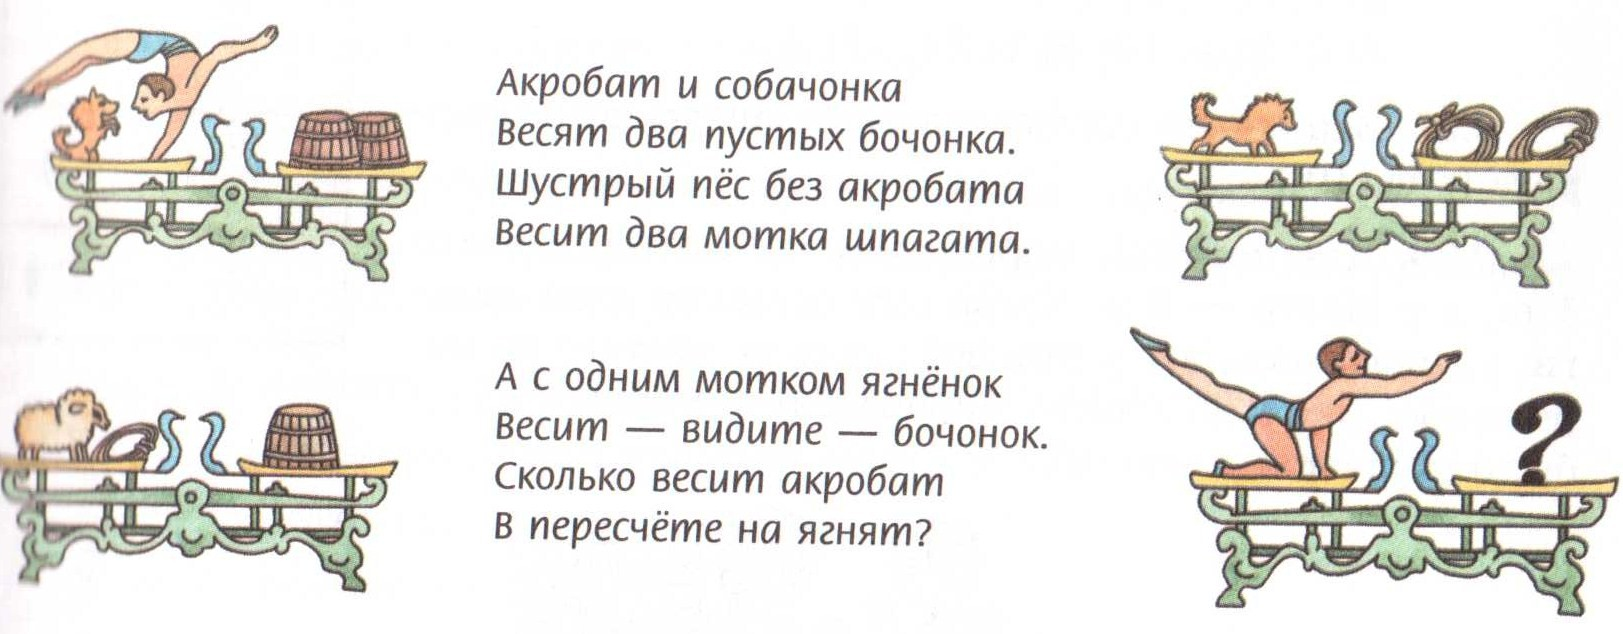 Акробат и собачонка
Весят два пустых бочонка.
Шустрый пёс без акробата
Весит два мотка шпагата.
А с одним мотком ягнёнок
Весит — видите — бочонок.
Сколько весит акробат
В пересчёте на ягнят?
?